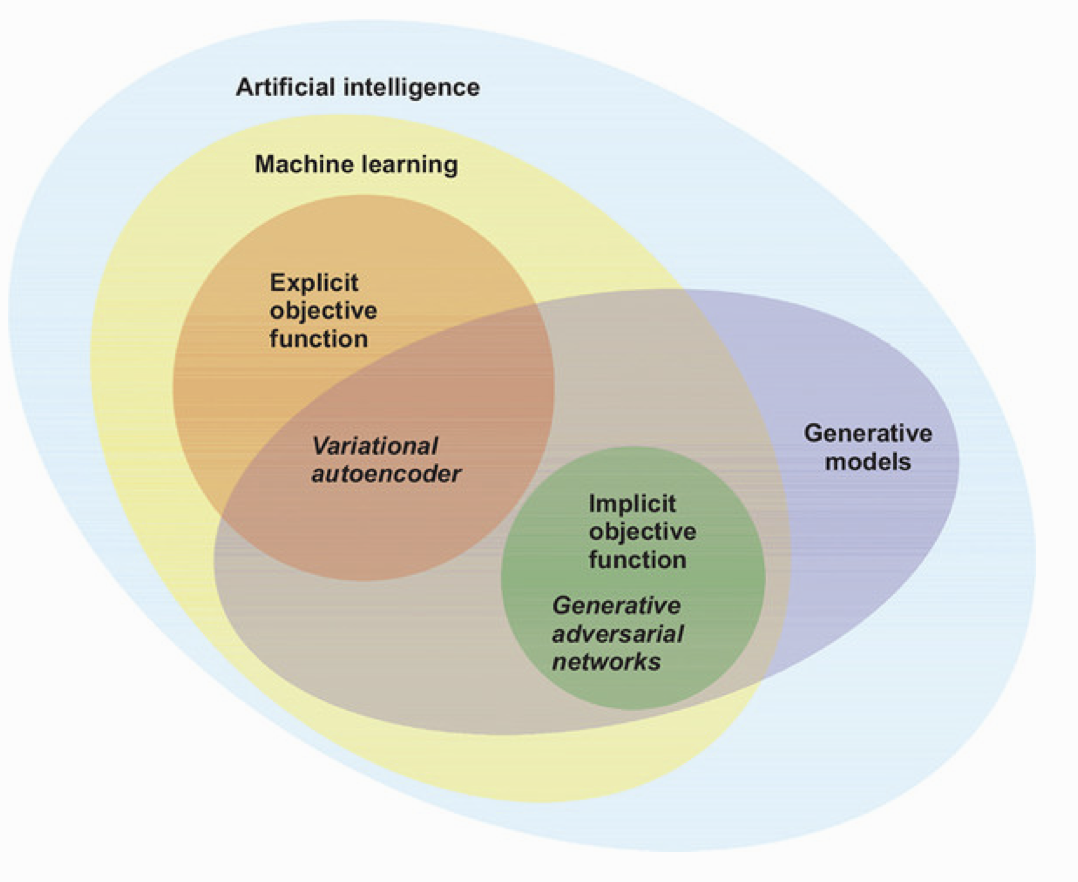 Artificial intelligence
Machine learning
Explicit
objective
function
Variational
autoencoder
Generative
models
Implicit
objective
function
Generative
adversarial
networks